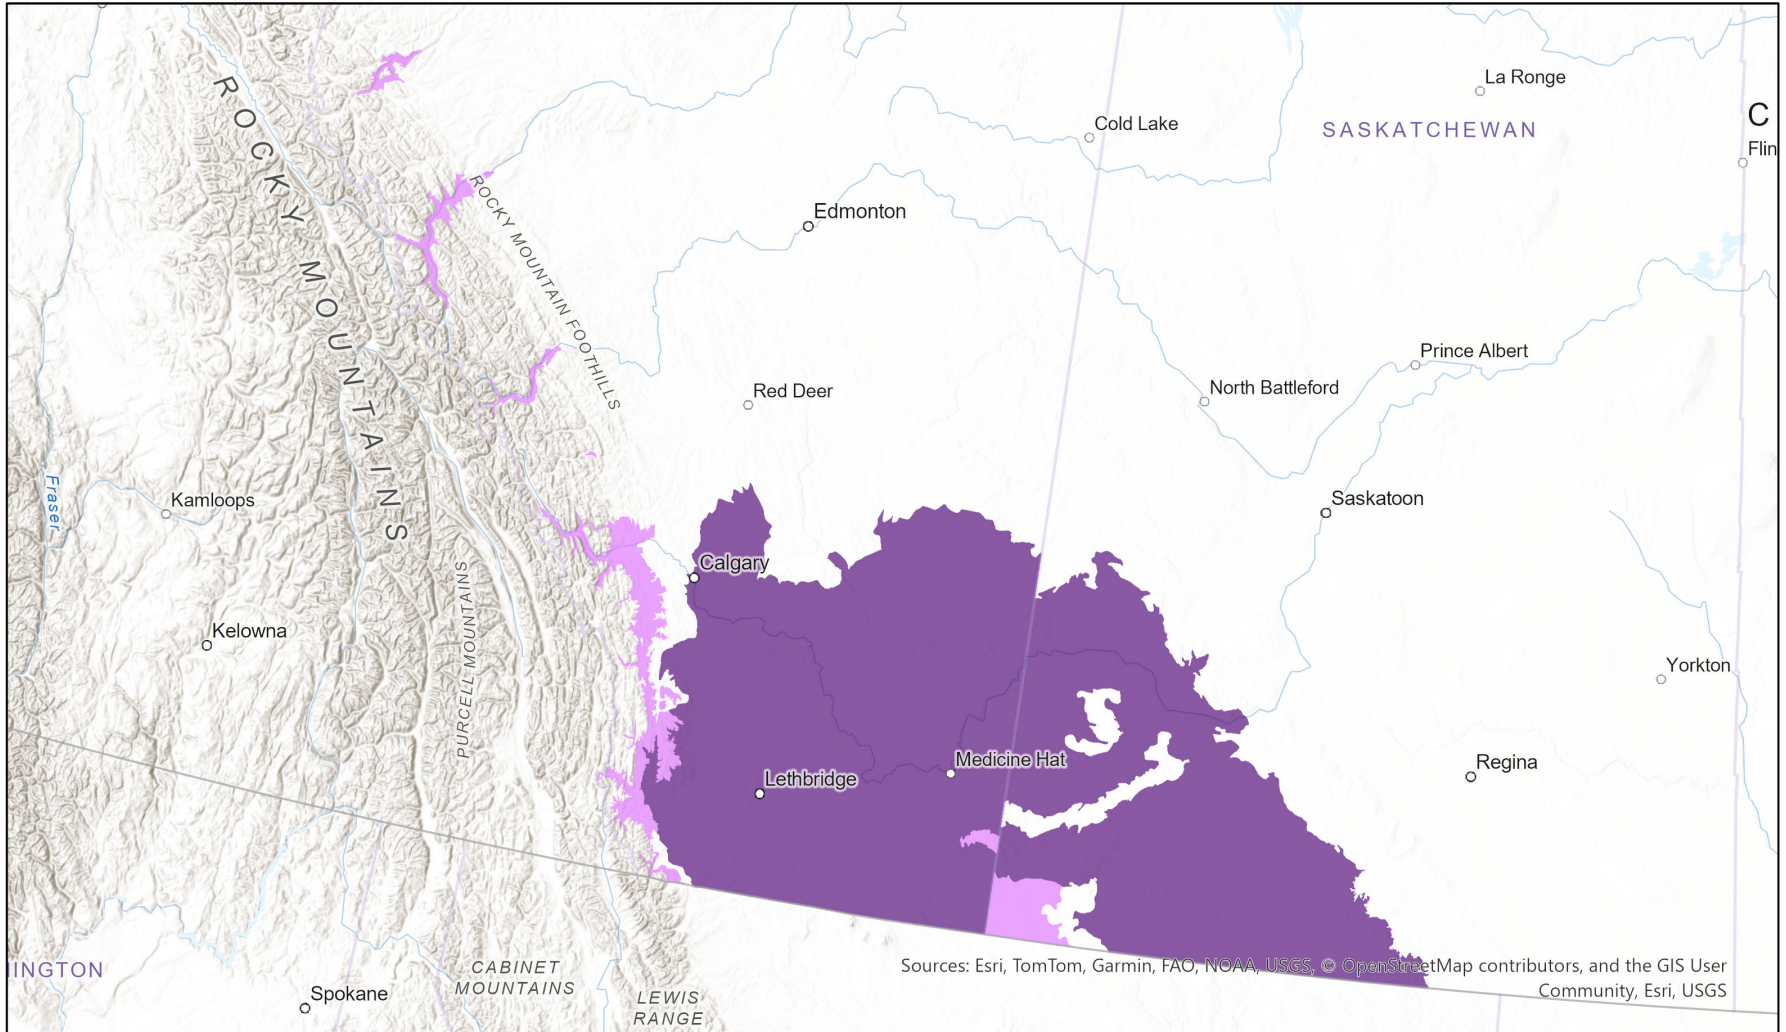 La Ronge
C
Cold Lake
SASKATCHEWAN
Flin
ROCKY MOUNTAINS
ROCKY MOUNTAIN FOOTHILLS
Edmonton
Prince Albert
Red Deer
North Battleford
Fraser
Kamloops
Saskatoon
Calgary
PURCELL MOUNTAINS
Kelowna
Yorkton
Medicine Hat
Regina
Lethbridge
INGTON
CABINET
MOUNTAINS
Sources: Esri, TomTom, Garmin, FAO, NOAA, USGS, © OpenStreetMap contributors, and the GIS User
Community, Esri, USGS
Spokane
LEWIS
RANGE